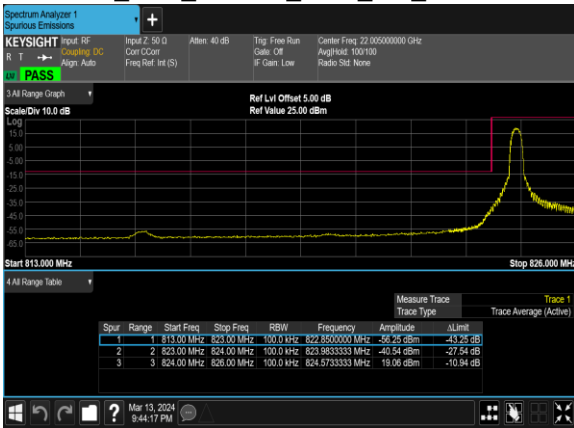 Spectrum Analyzer 1
Spurious Emissions
KEYSIGHT Input: RF
R T Coupling: DC
Align: Auto
Input Z: 50 Ω
Corr CCorr
Freq Ref: Int (S)
Atten: 40 dB
Trig: Free Run
Gate: Off
IF Gain: Low
Center Freq: 22.005000000 GHz
Avg|Hold: 100/100
Radio Std: None
PASS
3 All Range Graph
Scale/Div 10.0 dB
Ref Lvl Offset 5.00 dB
Ref Value 25.00 dBm
Log
15.0
5.00
-5.00
-15.0
-25.0
-35.0
-45.0
-55.0
-65.0
Start 813.000 MHz
Stop 826.000 MHz
4 All Range Table
Measure Trace Trace 1
Trace Type Trace Average (Active)
Spur Range Start Freq Stop Freq RBW Frequency Amplitude ΔLimit
1 1 813.00 MHz 823.00 MHz 100.0 kHz 822.8500000 MHz -56.25 dBm -43.25 dB
2 2 823.00 MHz 824.00 MHz 100.0 kHz 823.9833333 MHz -40.54 dBm -27.54 dB
3 3 824.00 MHz 826.00 MHz 100.0 kHz 824.5733333 MHz 19.06 dBm -10.94 dB
?
Mar 13, 2024
9:44:17 PM